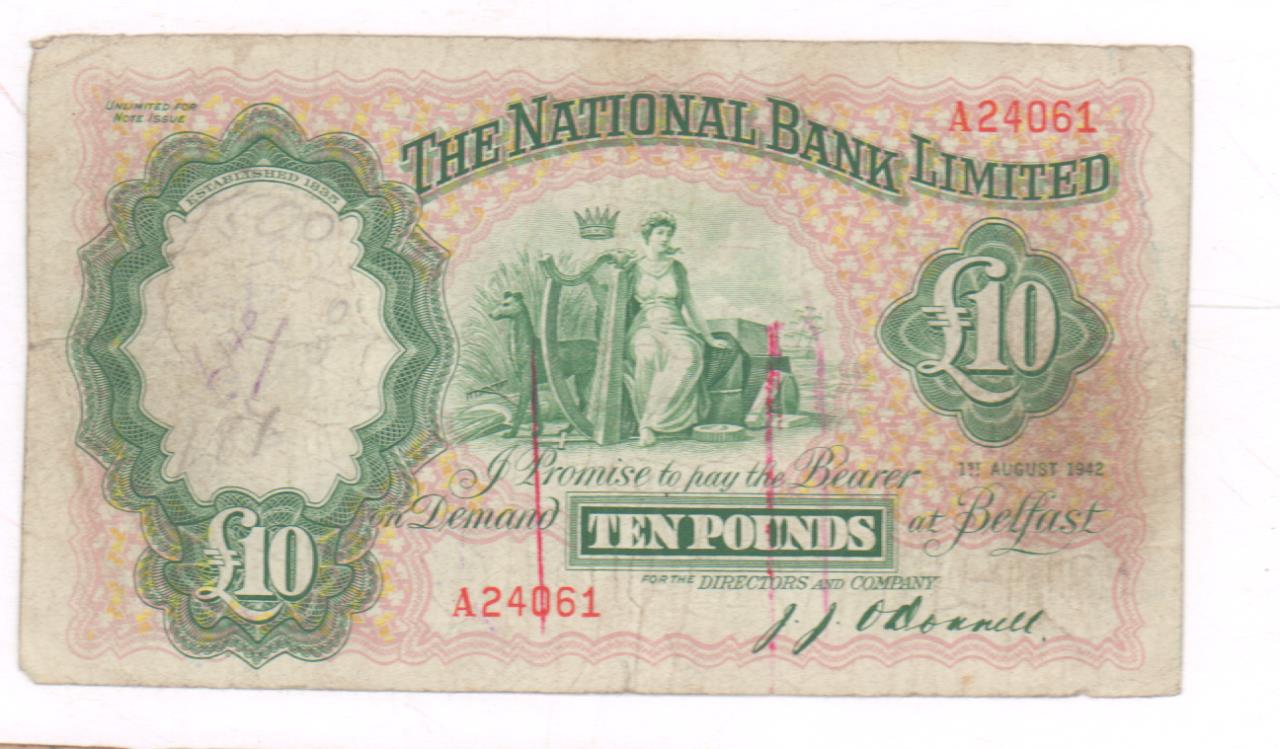 UNLIMITED FOR
NOTE ISSUE
A24061
THE NATIONAL BANK LIMITED
ESTABLISHED 1835
500
£10
I Promise to pay the Bearer
1ST AUGUST 1942
on Demand TEN POUNDS at Belfast
£10
FOR THE DIRECTORS AND COMPANY
A24061
J. J. O'Donnell.